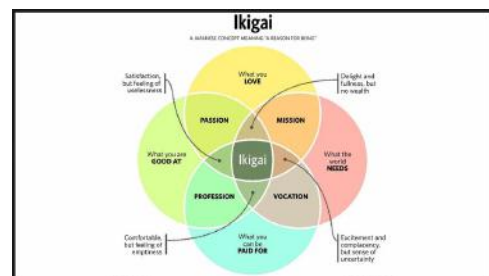 Ikigai
A JAPANESE CONCEPT MEANING "A REASON FOR BEING"
Satisfaction,
but feeling of
uselessness
What you
LOVE
Delight and
fullness, but
no wealth
PASSION
MISSION
What you are
GOOD AT
Ikigai
What the
world
NEEDS
PROFESSION
VOCATION
Comfortable,
but feeling of
emptiness
What you
can be
PAID FOR
Excitement and
complacency,
but sense of
uncertainty